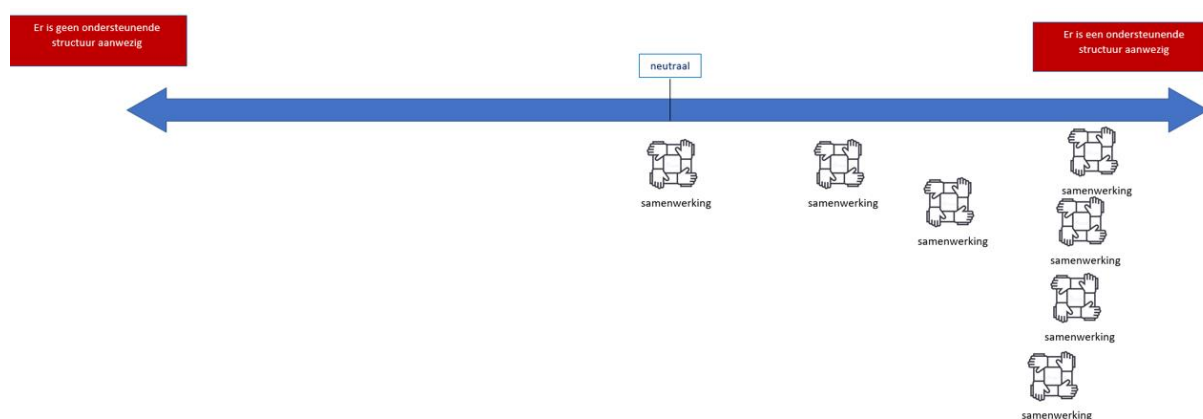 Er is geen ondersteunende
structuur aanwezig
Er is een ondersteunende
structuur aanwezig
neutraal
samenwerking
samenwerking
samenwerking
samenwerking
samenwerking
samenwerking
samenwerking